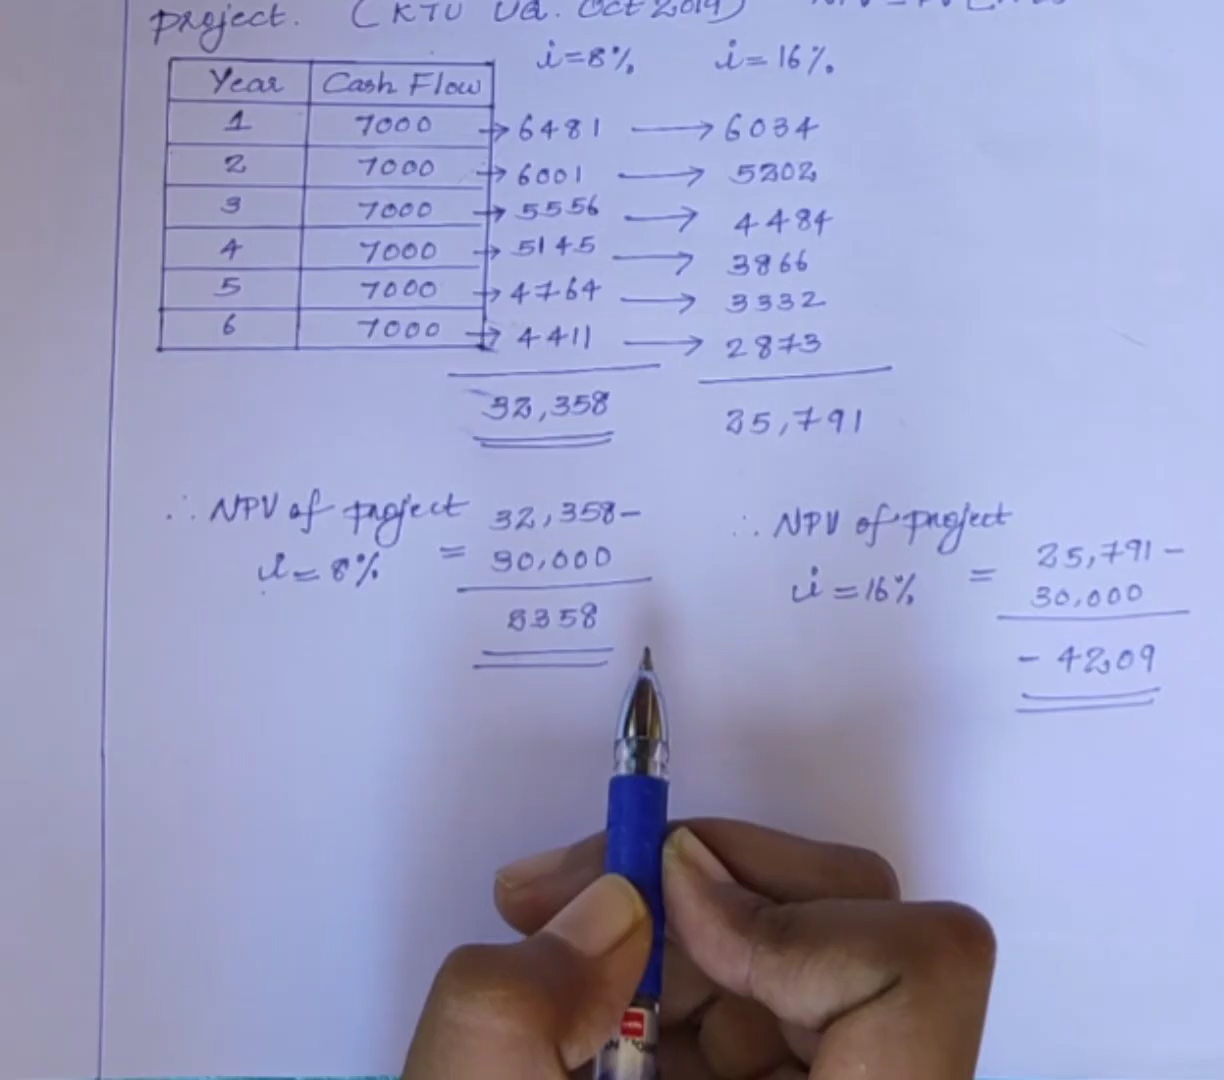 project. (KTU UQ. Oct 2019)
i=8% i=16%
Year Cash Flow
1 7000 → 6481 → 6034
2 7000 → 6001 → 5202
3 7000 → 5556 → 4484
4 7000 → 5145 → 3866
5 7000 → 4764 → 3332
6 7000 → 4411 → 2873
32,358 25,791
∴ NPV of project
i=8% = 32,358-
30,000
2358
∴ NPV of project
i=16% = 25,791-
30,000
- 4209